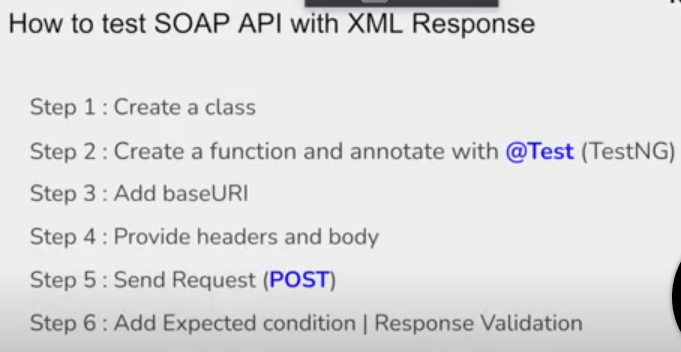 How to test SOAP API with XML Response
Step 1 : Create a class
Step 2 : Create a function and annotate with @Test (TestNG)
Step 3 : Add baseURI
Step 4 : Provide headers and body
Step 5 : Send Request (POST)
Step 6 : Add Expected condition | Response Validation